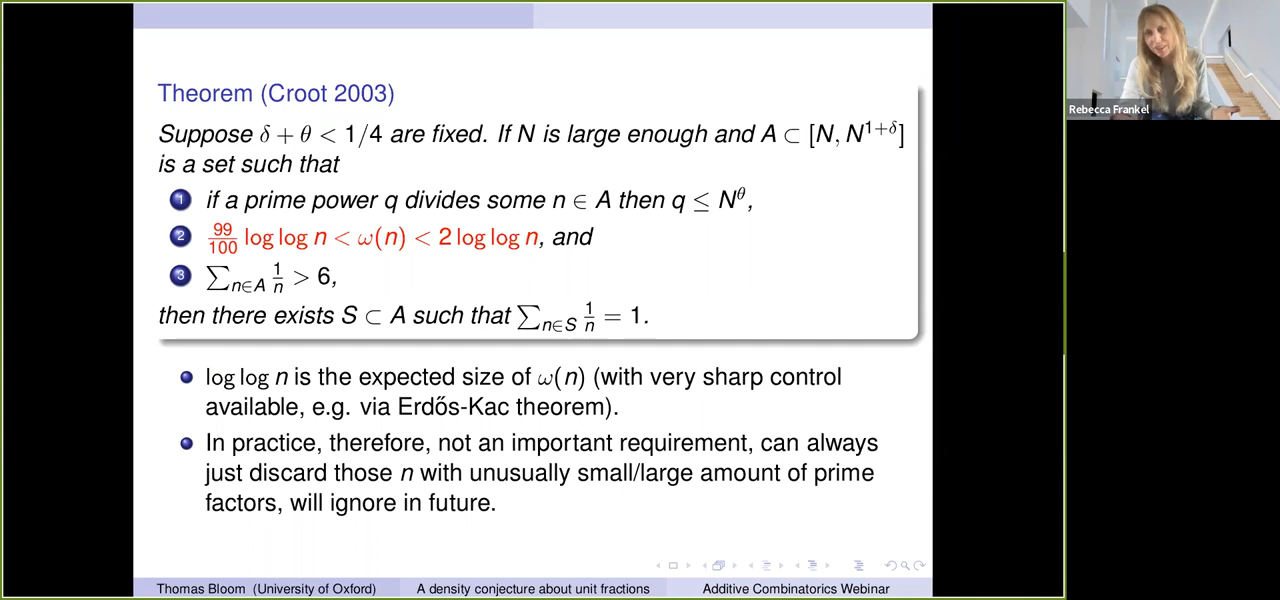 Theorem (Croot 2003)
Suppose δ + θ < 1/4 are fixed. If N is large enough and A ⊂ [N, N^{1+δ}]
is a set such that
1 if a prime power q divides some n ∈ A then q ≤ N^θ,
2 99/100 log log n < ω(n) < 2 log log n, and
3 ∑_{n∈A} 1/n > 6,
then there exists S ⊂ A such that ∑_{n∈S} 1/n = 1.
log log n is the expected size of ω(n) (with very sharp control
available, e.g. via Erdős-Kac theorem).
In practice, therefore, not an important requirement, can always
just discard those n with unusually small/large amount of prime
factors, will ignore in future.
Thomas Bloom (University of Oxford) A density conjecture about unit fractions Additive Combinatorics Webinar
Rebecca Frankel